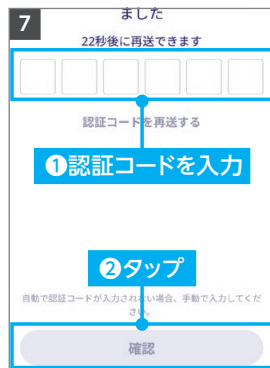 7
ました
22秒後に再送できます
認証コードを再送する
❶認証コードを入力
❷タップ
自動で認証コードが入力されない場合、手動で入力してくだ
さい。
確認